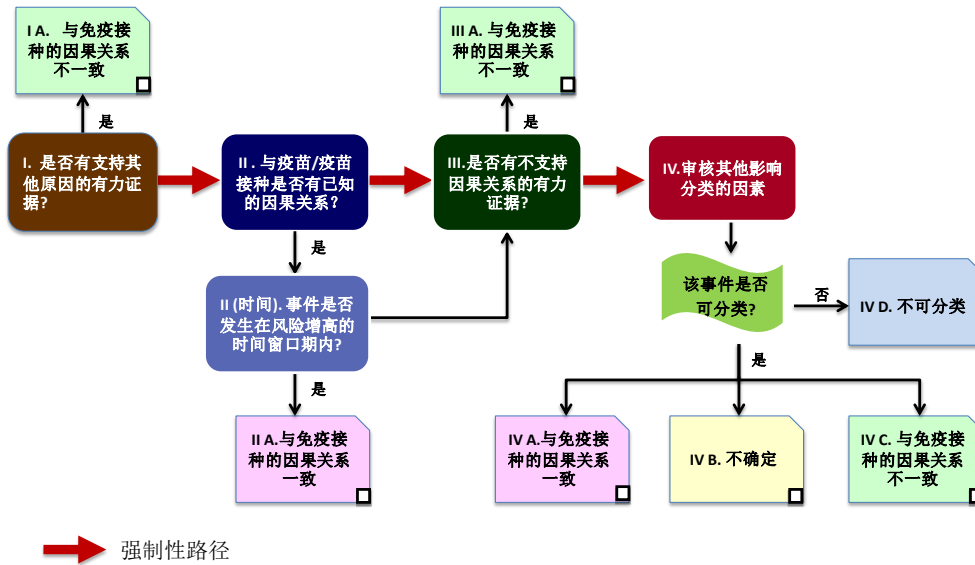 I A. 与免疫接
种的因果关系
不一致
III A. 与免疫接
种的因果关系
不一致
是
是
I. 是否有支持其
他原因的有力证
据?
II . 与疫苗/疫苗
接种是否有已知
的因果关系?
III.是否有不支持
因果关系的有力
证据?
IV.审核其他影响
分类的因素
是
II (时间). 事件是否
发生在风险增高的
时间窗口期内?
该事件是否
可分类?
否
IV D. 不可分类
是
是
II A.与免疫接
种的因果关系
一致
IV A.与免疫接
种的因果关系
一致
IV B. 不确定
IV C. 与免疫接
种的因果关系
不一致
强制性路径